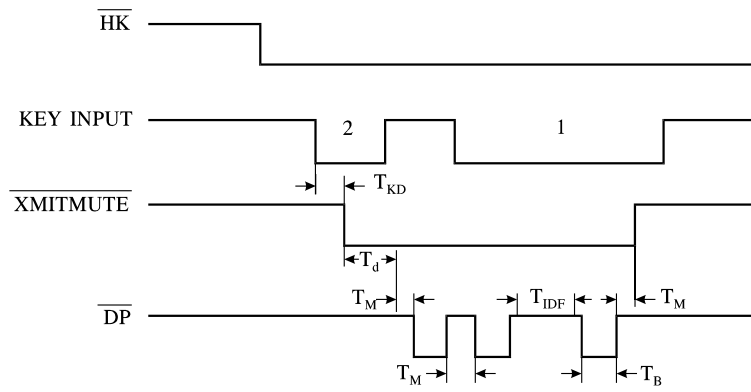 HK
KEY INPUT
2
1
T_KD
XMITMUTE
T_d
T_M
T_IDF
T_M
DP
T_M
T_B